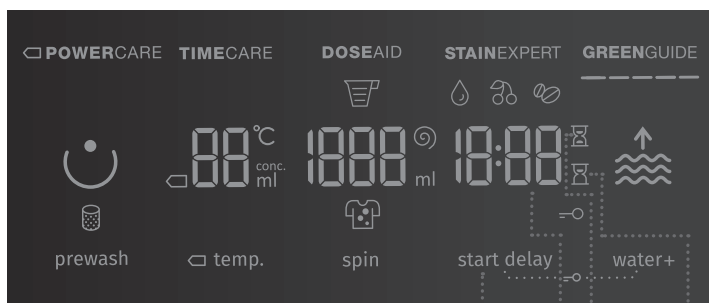 POWERCARE TIMECARE DOSEAID STAINEXPERT GREENGUIDE
88 °C conc. ml 1888 ml 18:88
prewash temp. spin start delay water+